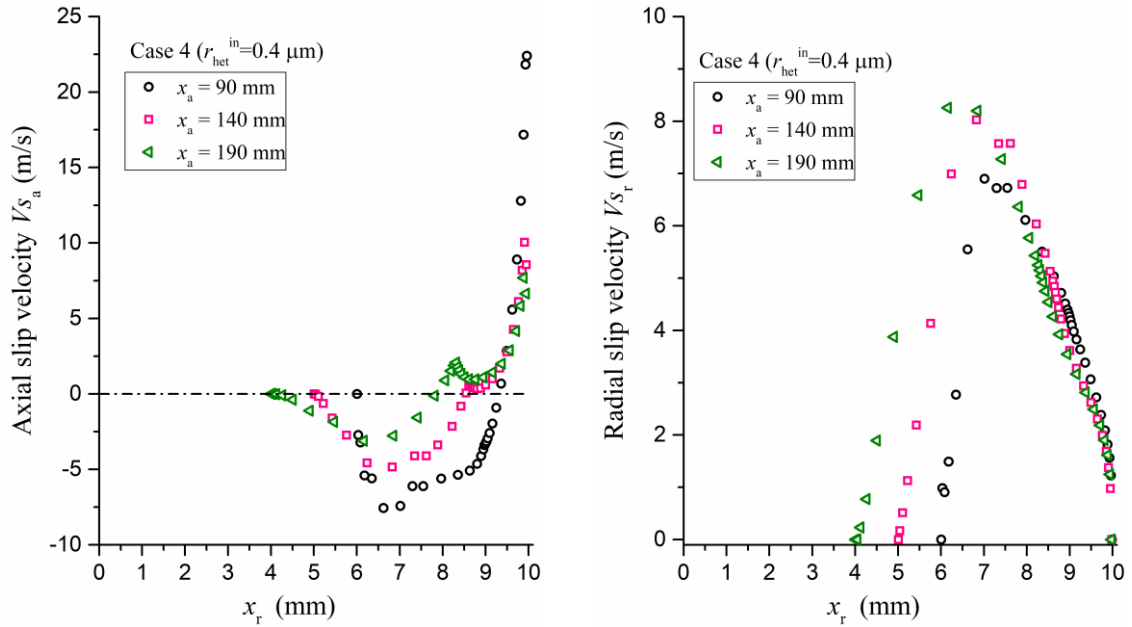 Case 4 (r_het^in=0.4 μm)
x_a = 90 mm
x_a = 140 mm
x_a = 190 mm
Axial slip velocity Vs_a (m/s)
25
20
15
10
5
0
-5
-10
0 1 2 3 4 5 6 7 8 9 10
x_r (mm)
Case 4 (r_het^in=0.4 μm)
x_a = 90 mm
x_a = 140 mm
x_a = 190 mm
Radial slip velocity Vs_r (m/s)
10
8
6
4
2
0
0 1 2 3 4 5 6 7 8 9 10
x_r (mm)